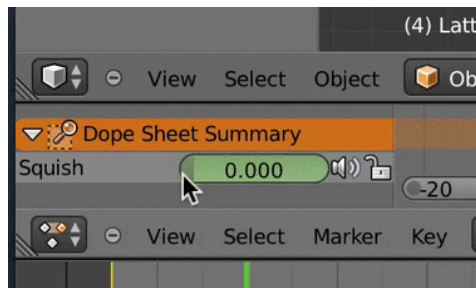 (4) Latt
View Select Object Ob
Dope Sheet Summary
Squish 0.000
-20
View Select Marker Key